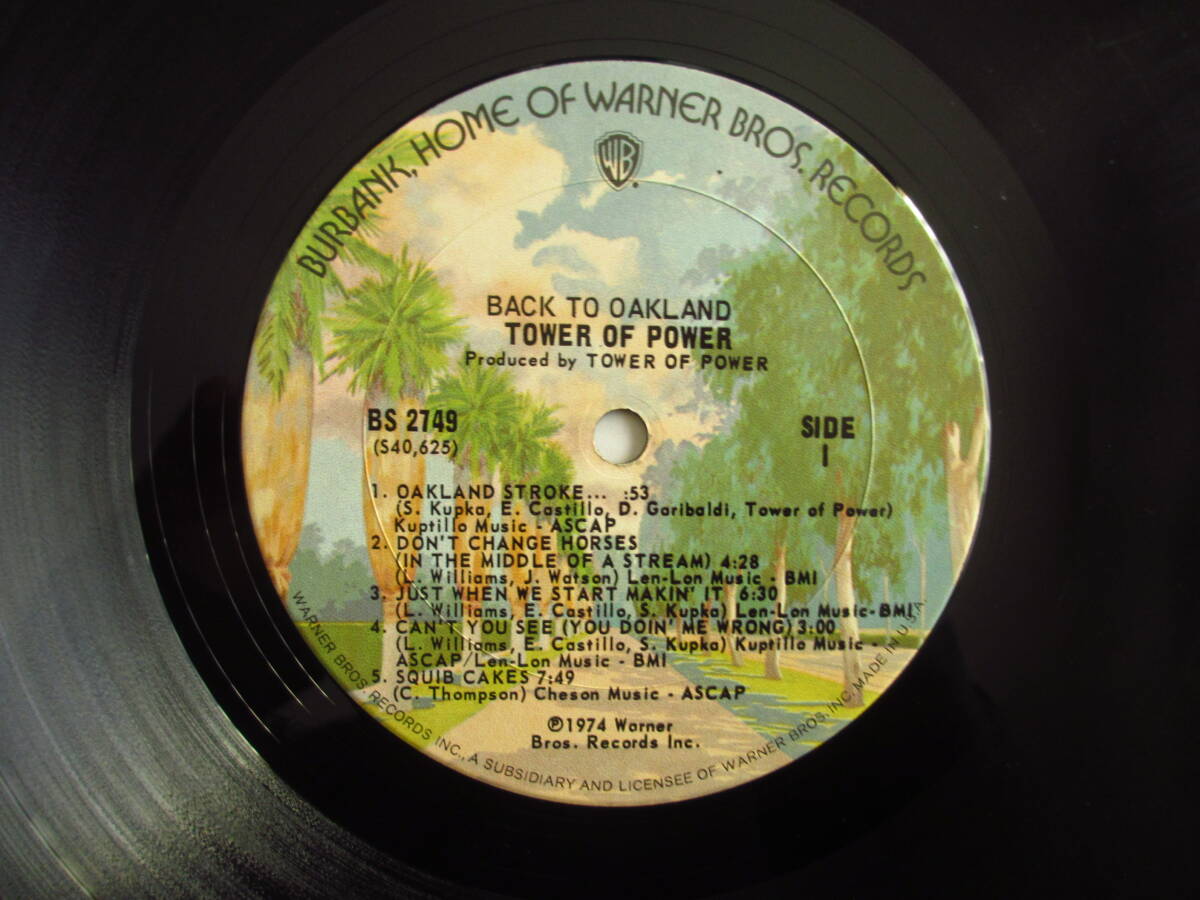 BURBANK, HOME OF WARNER BROS. RECORDS
WB
BACK TO OAKLAND
TOWER OF POWER
Produced by TOWER OF POWER
BS 2749
(S40,625)
SIDE
1
1. OAKLAND STROKE... :53
(S. Kupka, E. Castillo, D. Garibaldi, Tower of Power)
Kuptillo Music - ASCAP
2. DON'T CHANGE HORSES
(IN THE MIDDLE OF A STREAM) 4:28
(L. Williams, J. Watson) Len-Lon Music - BMI
3. JUST WHEN WE START MAKIN' IT 6:30
(L. Williams, E. Castillo, S. Kupka) Len-Lon Music-BMI
4. CAN'T YOU SEE (YOU DOIN' ME WRONG) 3:00
(L. Williams, E. Castillo, S. Kupka) Kuptillo Music -
ASCAP/Len-Lon Music - BMI
5. SQUIB CAKES 7:49
(C. Thompson) Cheson Music - ASCAP
℗1974 Warner
Bros. Records Inc.
WARNER BROS. RECORDS INC., A SUBSIDIARY AND LICENSEE OF WARNER BROS. INC. MADE IN U.S.A.